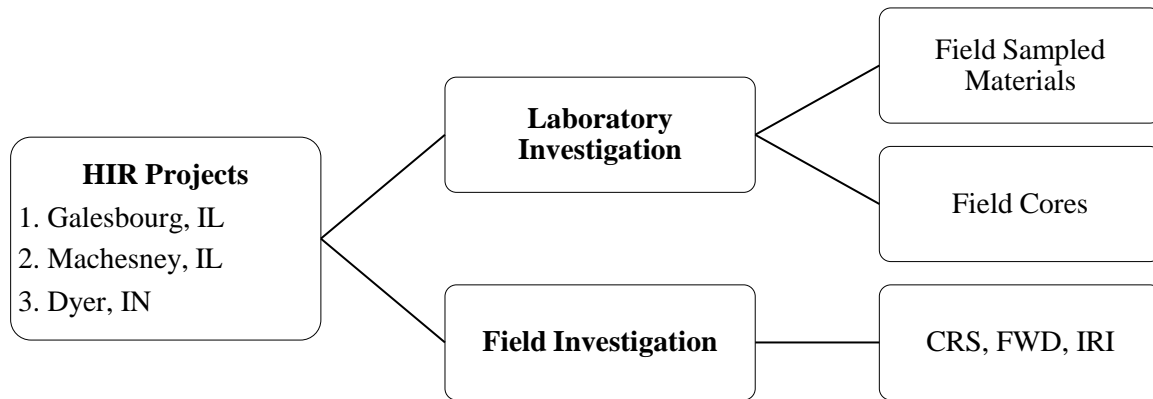 HIR Projects
1. Galesbourg, IL
2. Machesney, IL
3. Dyer, IN
Laboratory
Investigation
Field Investigation
Field Sampled
Materials
Field Cores
CRS, FWD, IRI